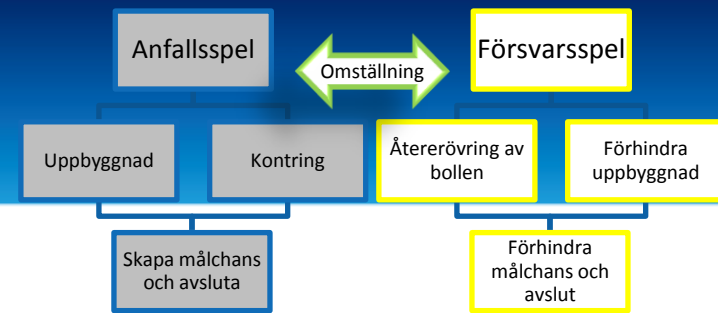 Anfallsspel
Omställning
Försvarsspel
Uppbyggnad
Kontring
Återerövring av
bollen
Förhindra
uppbyggnad
Skapa målchans
och avsluta
Förhindra
målchans och
avslut